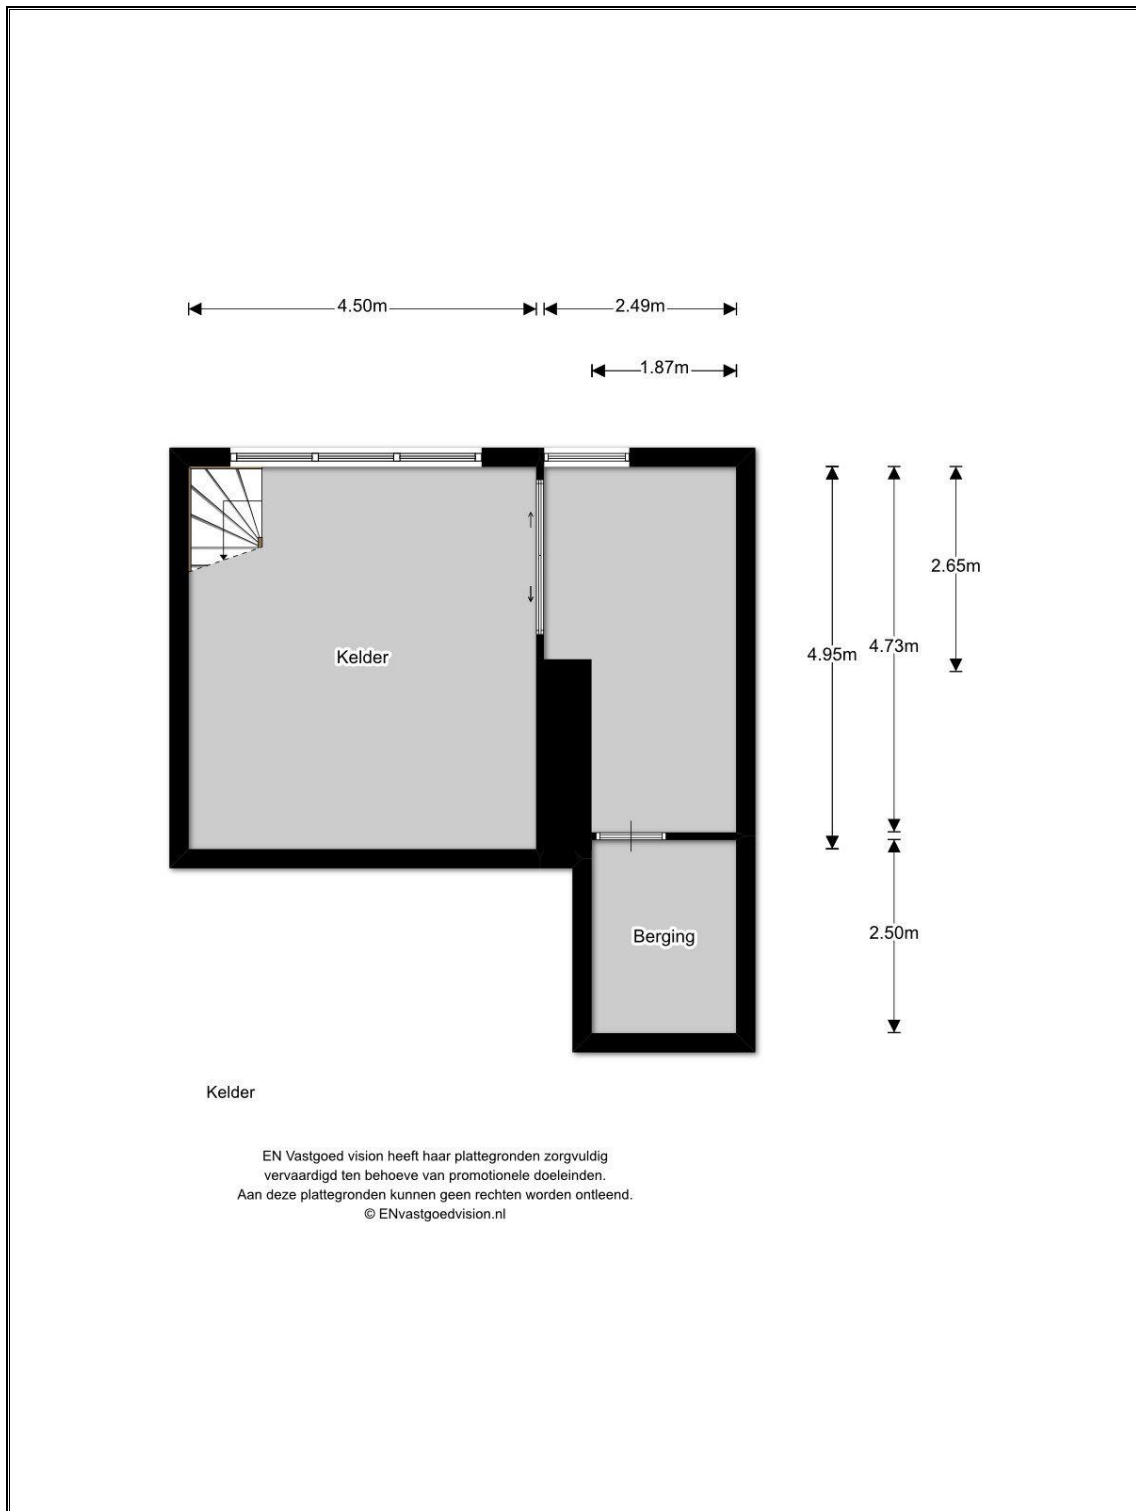 4.50m
2.49m
1.87m
2.65m
4.73m
4.95m
Kelder
2.50m
Berging
Kelder
EN Vastgoed vision heeft haar plattegronden zorgvuldig
vervaardigd ten behoeve van promotionele doeleinden.
Aan deze plattegronden kunnen geen rechten worden ontleend.
© ENvastgoedvision.nl